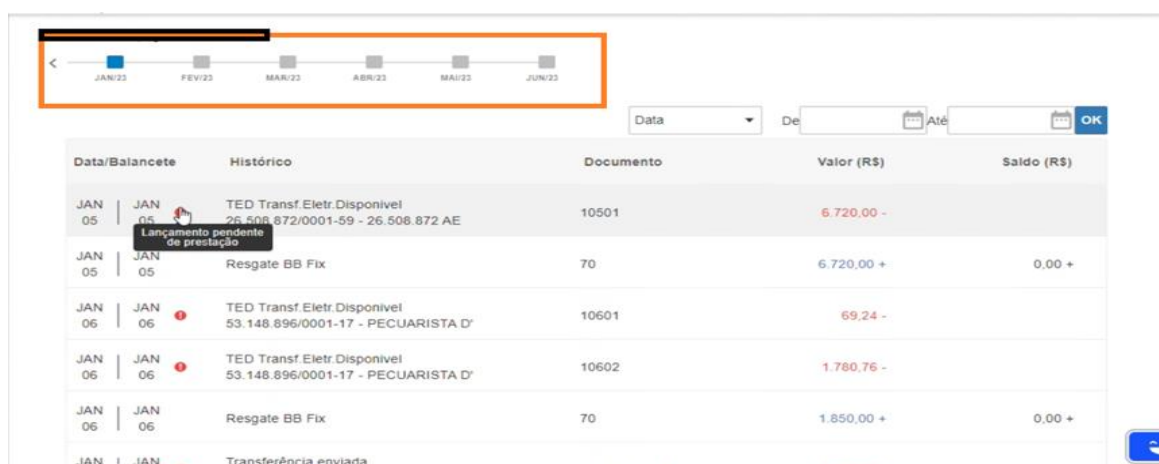 JAN/23 FEV/23 MAR/23 ABR/23 MAI/23 JUN/23
Data De Até OK
Data/Balancete Histórico Documento Valor (R$) Saldo (R$)
JAN 05 JAN 05 TED Transf.Eletr.Disponivel
26.508.872/0001-59 - 26.508.872 AE 10501 6.720,00 -
Lançamento pendente
de prestação
JAN 05 JAN 05 Resgate BB Fix 70 6.720,00 + 0,00 +
JAN 06 JAN 06 TED Transf.Eletr.Disponivel
53.148.896/0001-17 - PECUARISTA D' 10601 69,24 -
JAN 06 JAN 06 TED Transf.Eletr.Disponivel
53.148.896/0001-17 - PECUARISTA D' 10602 1.780,76 -
JAN 06 JAN 06 Resgate BB Fix 70 1.850,00 + 0,00 +
JAN JAN Transferência enviada